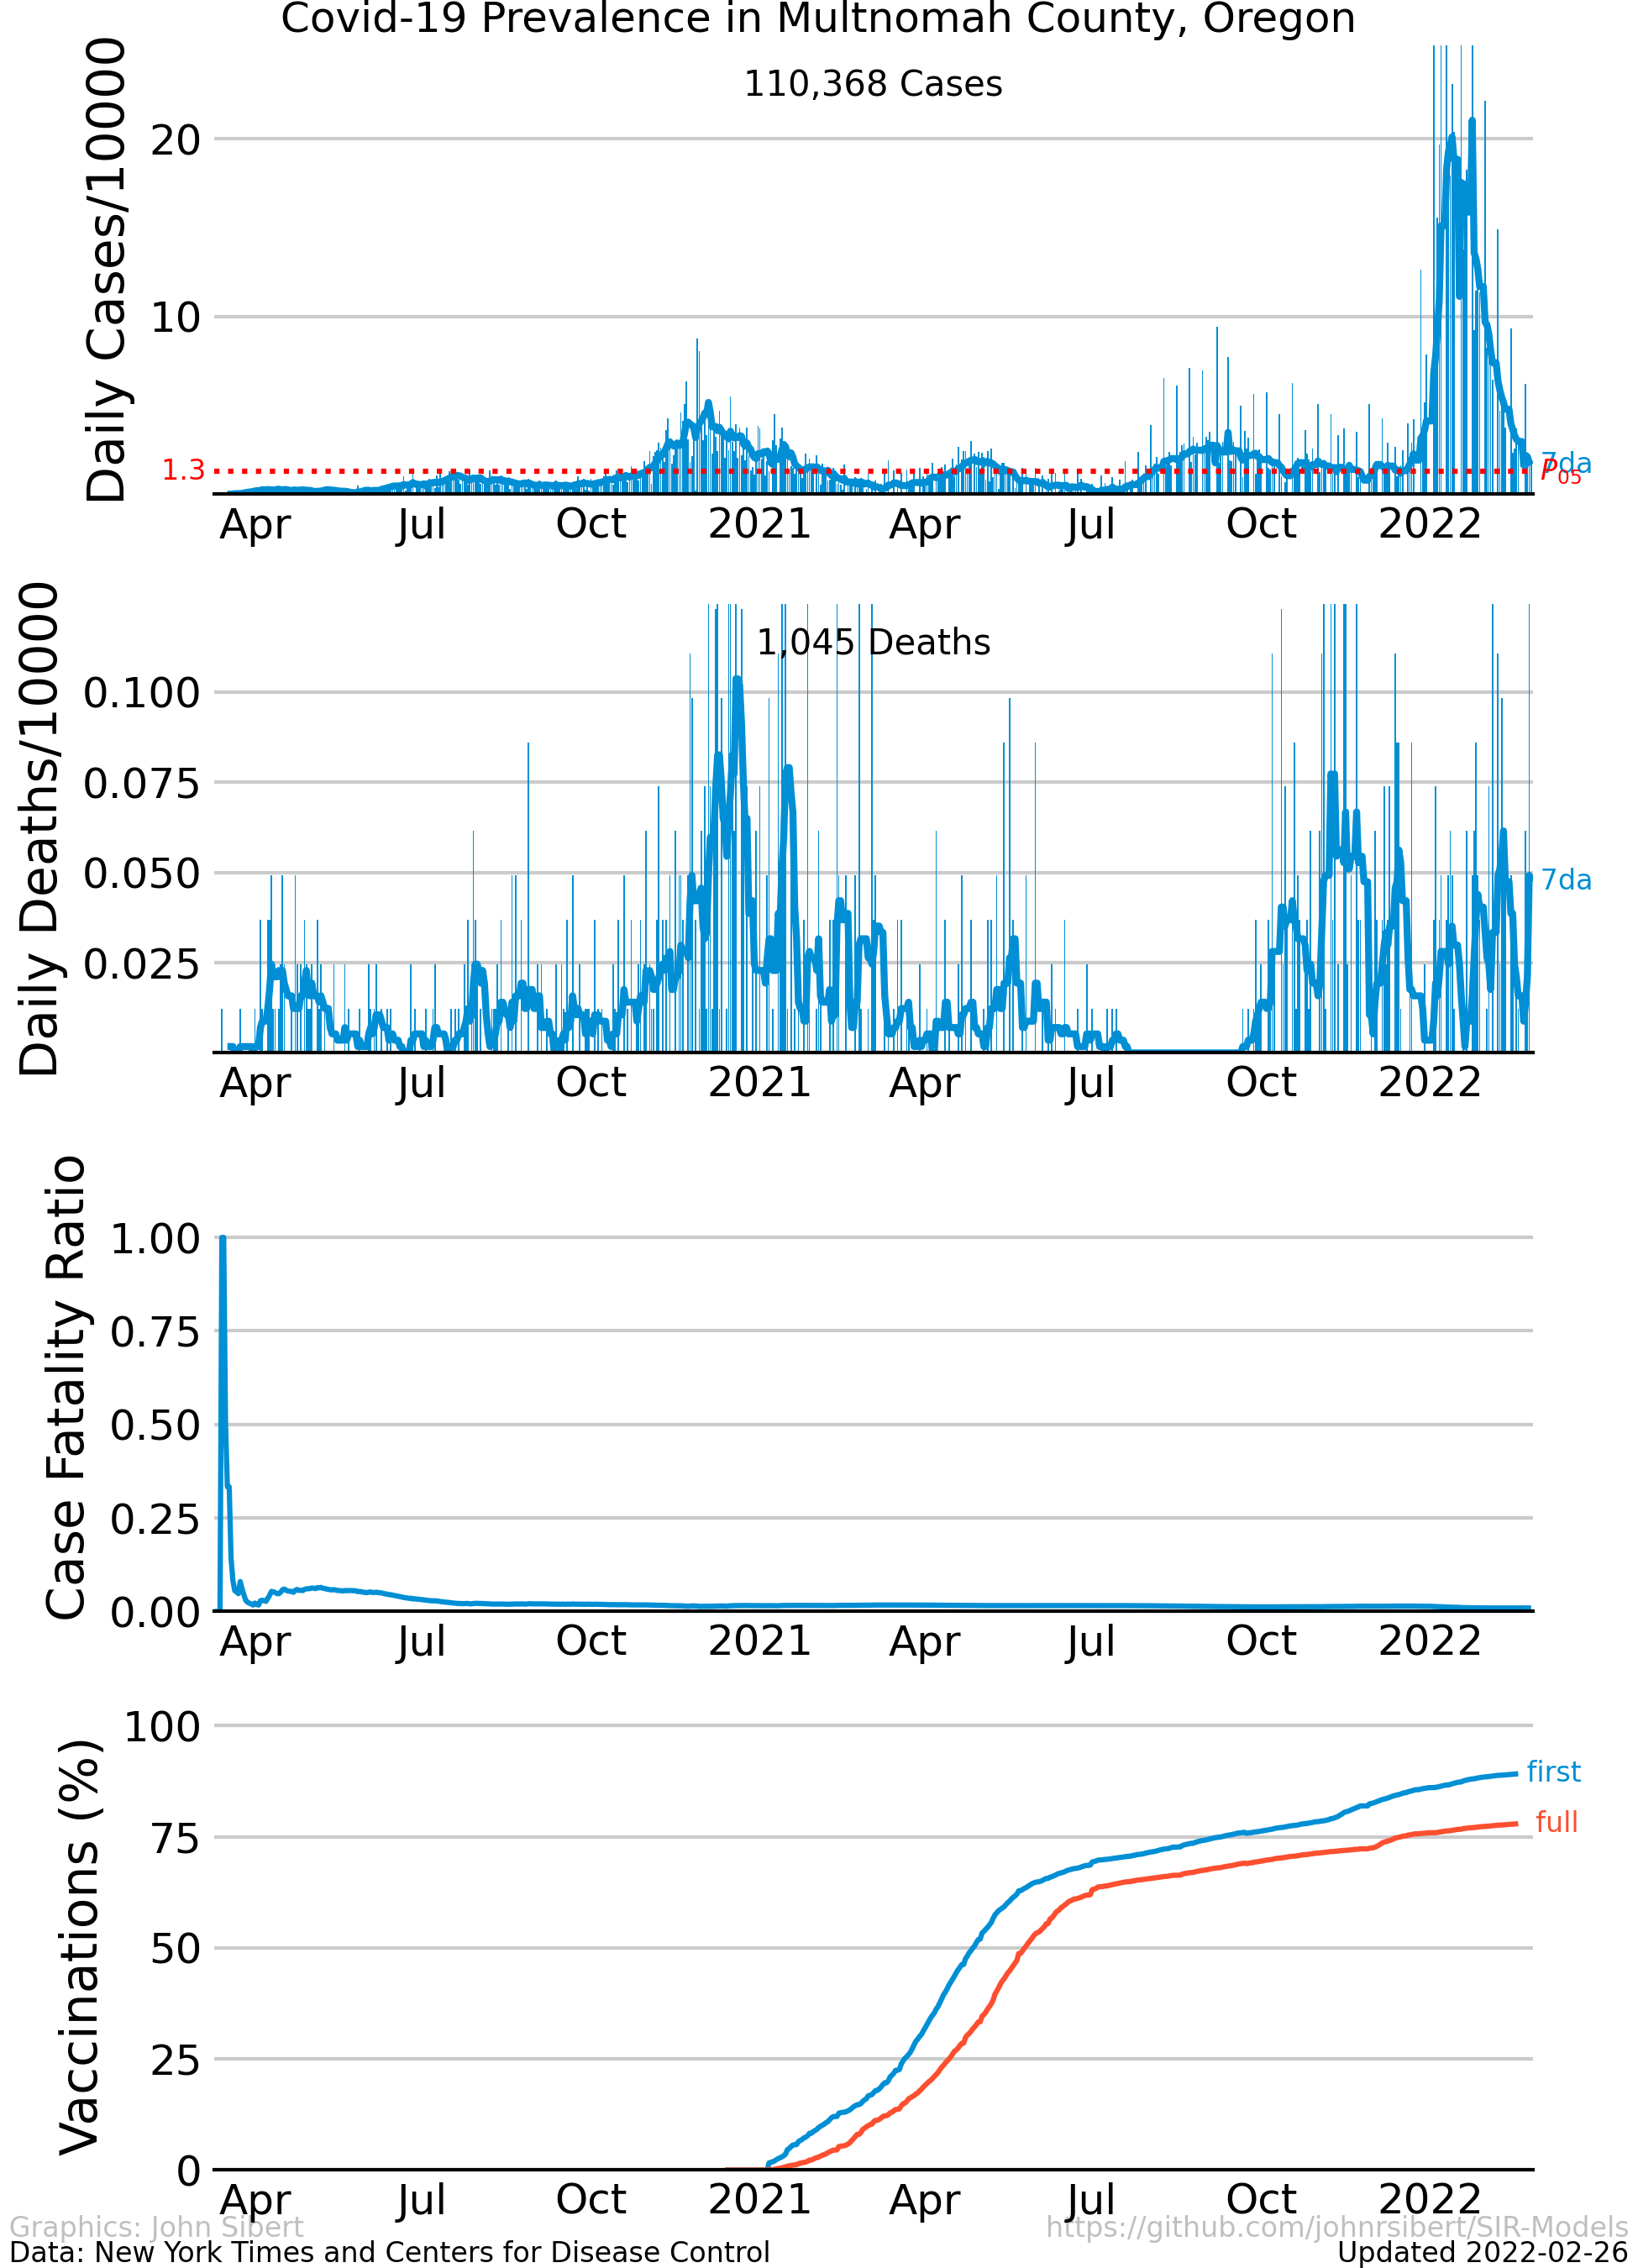 Covid-19 Prevalence in Multnomah County, Oregon
110,368 Cases
Daily Cases/10000
20
10
1.3
7da
P05
Apr Jul Oct 2021 Apr Jul Oct 2022
1,045 Deaths
Daily Deaths/10000
0.100
0.075
0.050
0.025
7da
Apr Jul Oct 2021 Apr Jul Oct 2022
Case Fatality Ratio
1.00
0.75
0.50
0.25
0.00
Apr Jul Oct 2021 Apr Jul Oct 2022
Vaccinations (%)
100
75
50
25
0
first
full
Apr Jul Oct 2021 Apr Jul Oct 2022
Graphics: John Sibert https://github.com/johnrsibert/SIR-Models
Data: New York Times and Centers for Disease Control Updated 2022-02-26